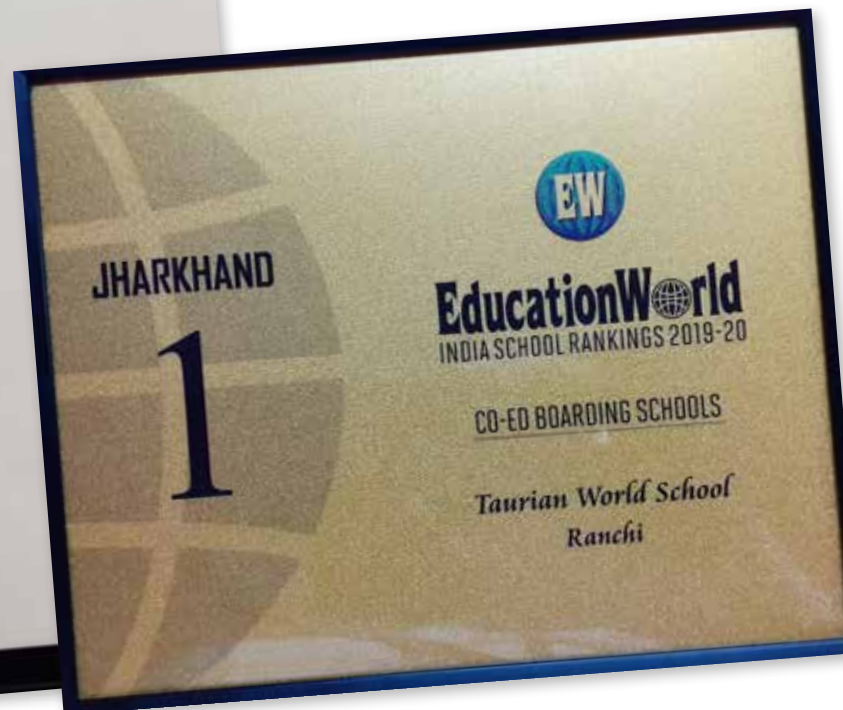 JHARKHAND
1
EW
EducationWorld
INDIA SCHOOL RANKINGS 2019-20
CO-ED BOARDING SCHOOLS
Taurian World School
Ranchi